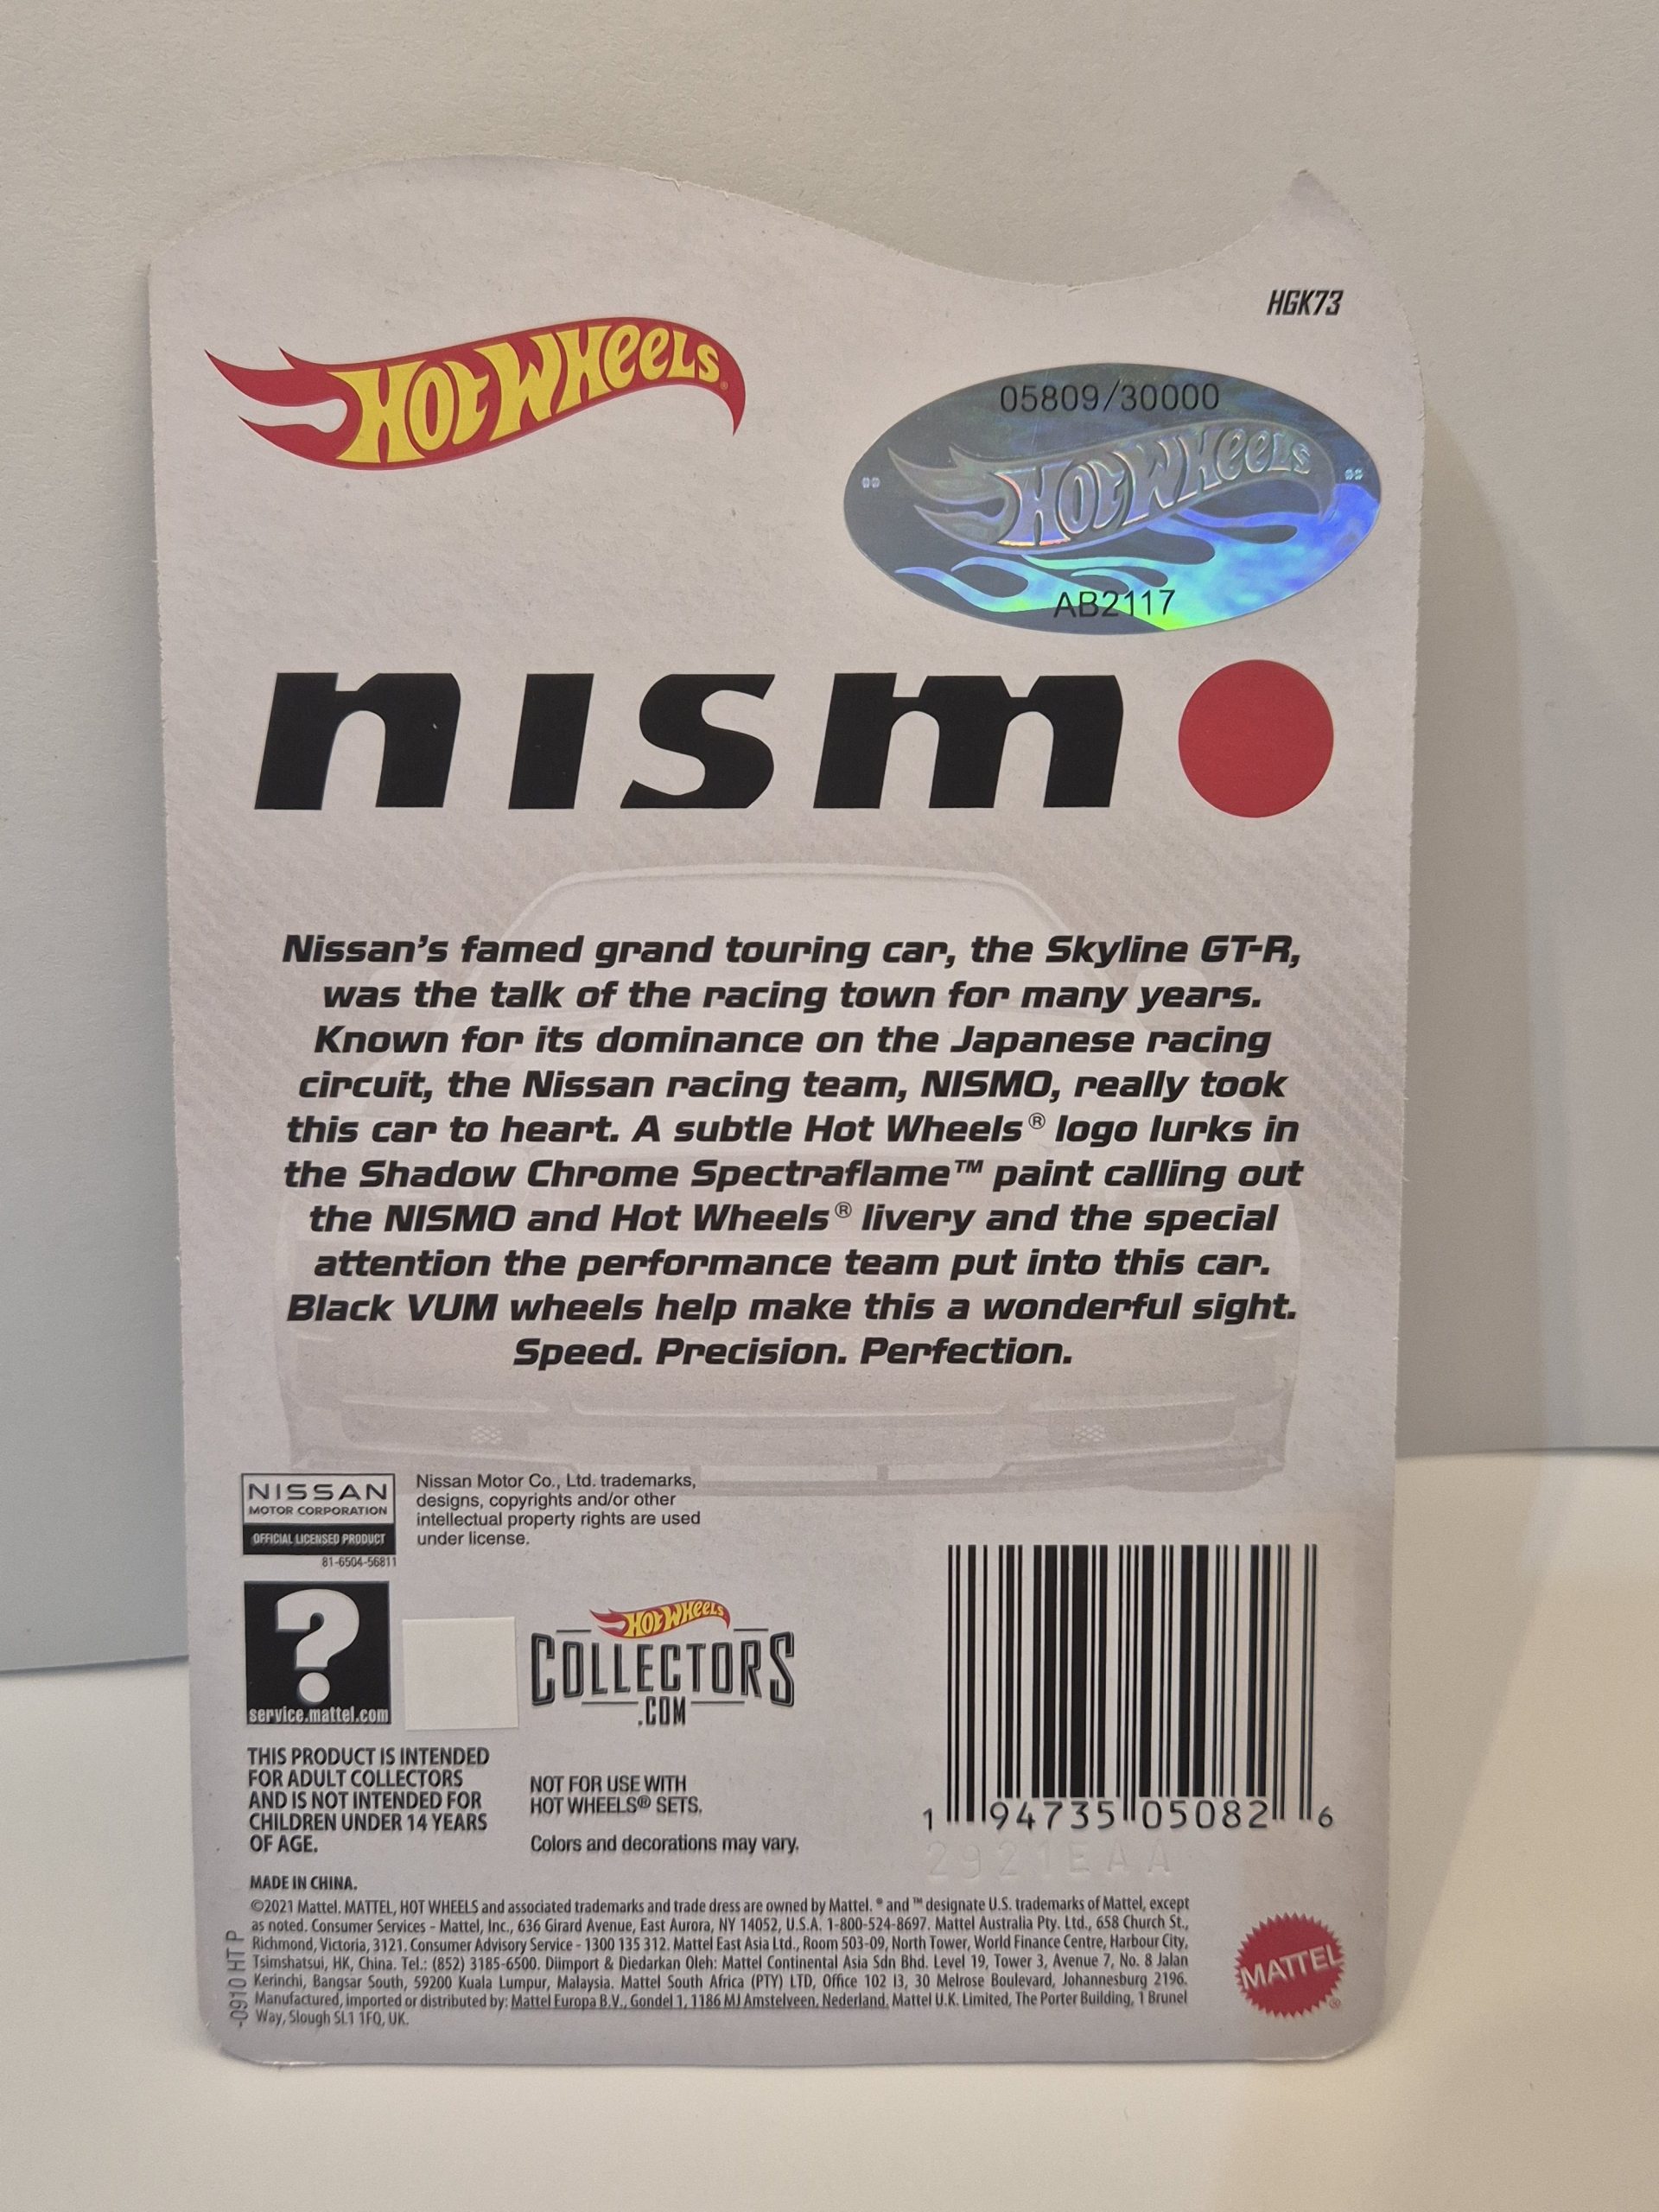 HGK73
HOT WHEELS®
05809/30000
HOT WHEELS
AB2117
nismo
Nissan's famed grand touring car, the Skyline GT-R,
was the talk of the racing town for many years.
Known for its dominance on the Japanese racing
circuit, the Nissan racing team, NISMO, really took
this car to heart. A subtle Hot Wheels® logo lurks in
the Shadow Chrome Spectraflame™ paint calling out
the NISMO and Hot Wheels® livery and the special
attention the performance team put into this car.
Black VUM wheels help make this a wonderful sight.
Speed. Precision. Perfection.
NISSAN
MOTOR CORPORATION
OFFICIAL LICENSED PRODUCT
81-6504-56811
Nissan Motor Co., Ltd. trademarks,
designs, copyrights and/or other
intellectual property rights are used
under license.
?
service.mattel.com
HOT WHEELS
COLLECTORS
.COM
THIS PRODUCT IS INTENDED
FOR ADULT COLLECTORS
AND IS NOT INTENDED FOR
CHILDREN UNDER 14 YEARS
OF AGE.
NOT FOR USE WITH
HOT WHEELS® SETS.
Colors and decorations may vary.
1 94735 05082 6
2921EAA
MADE IN CHINA.
©2021 Mattel. MATTEL, HOT WHEELS and associated trademarks and trade dress are owned by Mattel. ® and ™ designate U.S. trademarks of Mattel, except
as noted. Consumer Services – Mattel, Inc., 636 Girard Avenue, East Aurora, NY 14052, U.S.A. 1-800-524-8697. Mattel Australia Pty. Ltd., 658 Church St.,
Richmond, Victoria, 3121. Consumer Advisory Service - 1300 135 312. Mattel East Asia Ltd., Room 503-09, North Tower, World Finance Centre, Harbour City,
Tsimshatsui, HK, China. Tel.: (852) 3185-6500. Diimport & Diedarkan Oleh: Mattel Continental Asia Sdn Bhd. Level 19, Tower 3, Avenue 7, No. 8 Jalan
Kerinchi, Bangsar South, 59200 Kuala Lumpur, Malaysia. Mattel South Africa (PTY) LTD, Office 102 I3, 30 Melrose Boulevard, Johannesburg 2196.
Manufactured, imported or distributed by: Mattel Europa B.V., Gondel 1, 1186 MJ Amstelveen, Nederland. Mattel U.K. Limited, The Porter Building, 1 Brunel
Way, Slough SL1 1FQ, UK.
-0910 HT P
MATTEL®